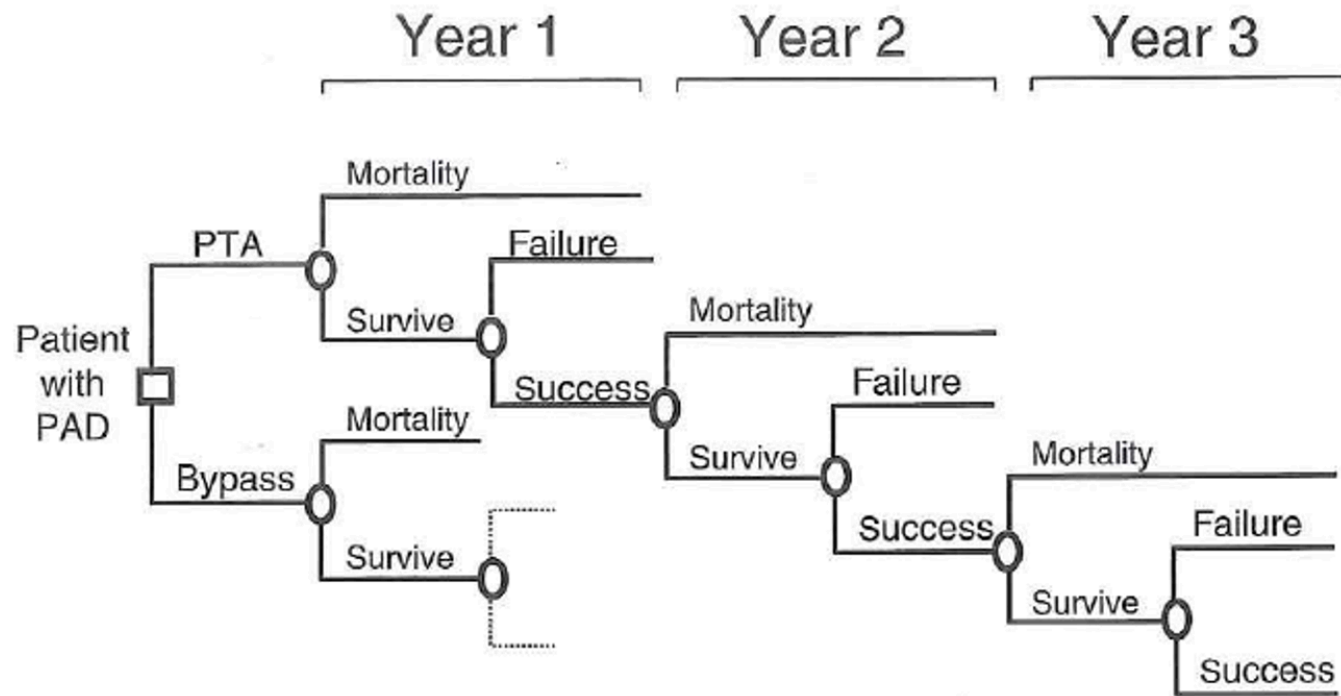 Year 1 Year 2 Year 3
Mortality
PTA
Failure
Survive
Mortality
Patient
with
PAD
Success
Failure
Mortality
Bypass
Survive
Mortality
Success
Failure
Survive
Survive
Success